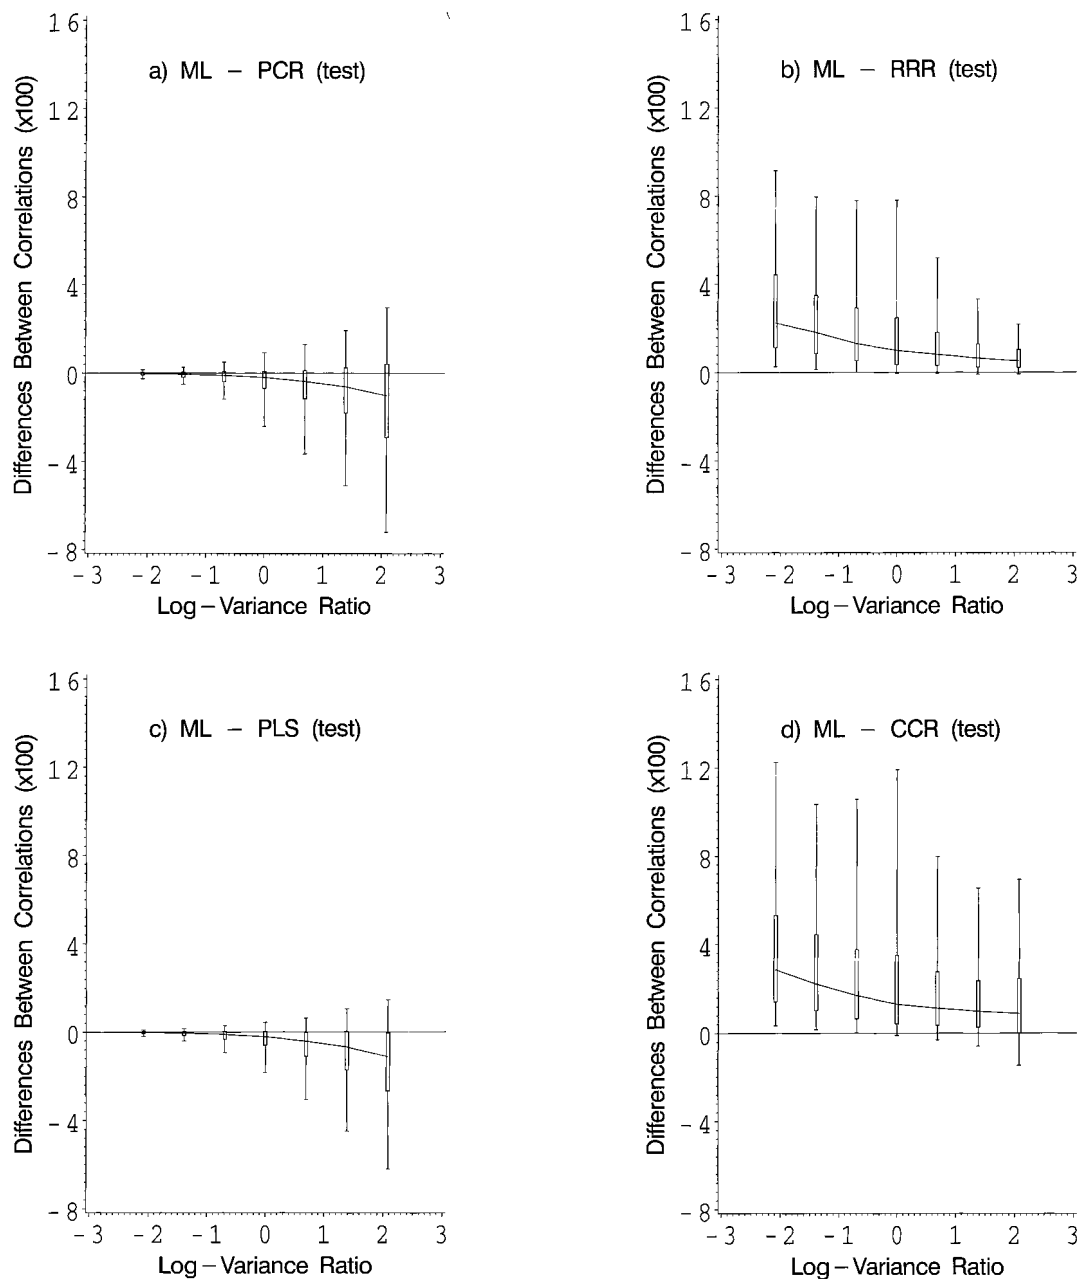 a) ML – PCR (test)
Differences Between Correlations (x100)
16
12
8
4
0
-4
-8
-3 -2 -1 0 1 2 3
Log-Variance Ratio
b) ML – RRR (test)
Differences Between Correlations (x100)
16
12
8
4
0
-4
-8
-3 -2 -1 0 1 2 3
Log-Variance Ratio
c) ML – PLS (test)
Differences Between Correlations (x100)
16
12
8
4
0
-4
-8
-3 -2 -1 0 1 2 3
Log-Variance Ratio
d) ML – CCR (test)
Differences Between Correlations (x100)
16
12
8
4
0
-4
-8
-3 -2 -1 0 1 2 3
Log-Variance Ratio